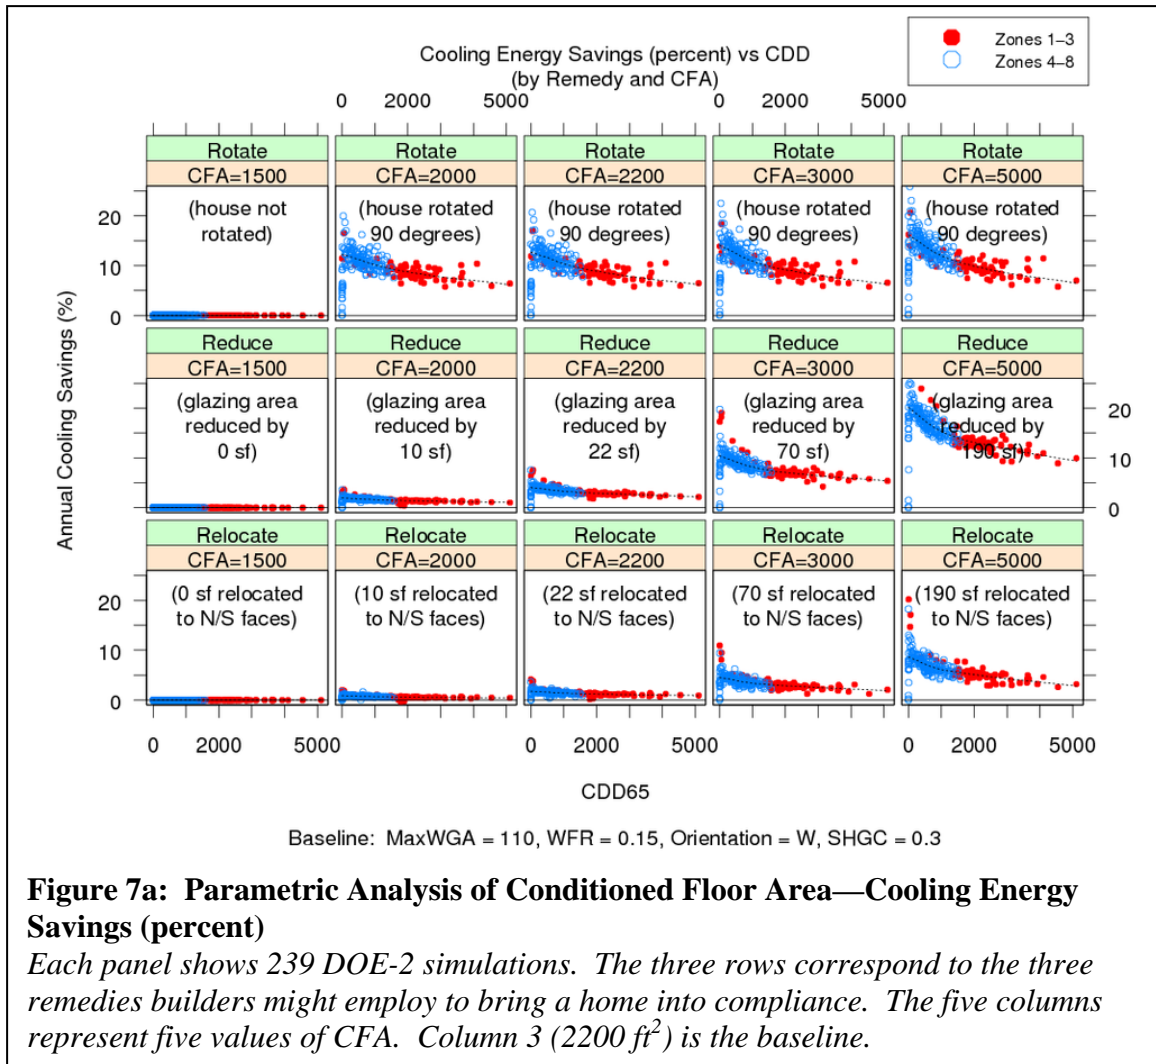 Zones 1–3
Zones 4–8
Cooling Energy Savings (percent) vs CDD
(by Remedy and CFA)
0 2000 5000 0 2000 5000
Rotate Rotate Rotate Rotate Rotate
CFA=1500 CFA=2000 CFA=2200 CFA=3000 CFA=5000
(house not rotated) (house rotated 90 degrees) (house rotated 90 degrees) (house rotated 90 degrees) (house rotated 90 degrees)
20
10
0
Reduce Reduce Reduce Reduce Reduce
CFA=1500 CFA=2000 CFA=2200 CFA=3000 CFA=5000
(glazing area reduced by 0 sf) (glazing area reduced by 10 sf) (glazing area reduced by 22 sf) (glazing area reduced by 70 sf) (glazing area reduced by 190 sf)
20
10
0
Annual Cooling Savings (%)
Relocate Relocate Relocate Relocate Relocate
CFA=1500 CFA=2000 CFA=2200 CFA=3000 CFA=5000
(0 sf relocated to N/S faces) (10 sf relocated to N/S faces) (22 sf relocated to N/S faces) (70 sf relocated to N/S faces) (190 sf relocated to N/S faces)
20
10
0
0 2000 5000 0 2000 5000 0 2000 5000
CDD65
Baseline: MaxWGA = 110, WFR = 0.15, Orientation = W, SHGC = 0.3
Figure 7a: Parametric Analysis of Conditioned Floor Area—Cooling Energy
Savings (percent)
Each panel shows 239 DOE-2 simulations. The three rows correspond to the three
remedies builders might employ to bring a home into compliance. The five columns
represent five values of CFA. Column 3 (2200 ft²) is the baseline.